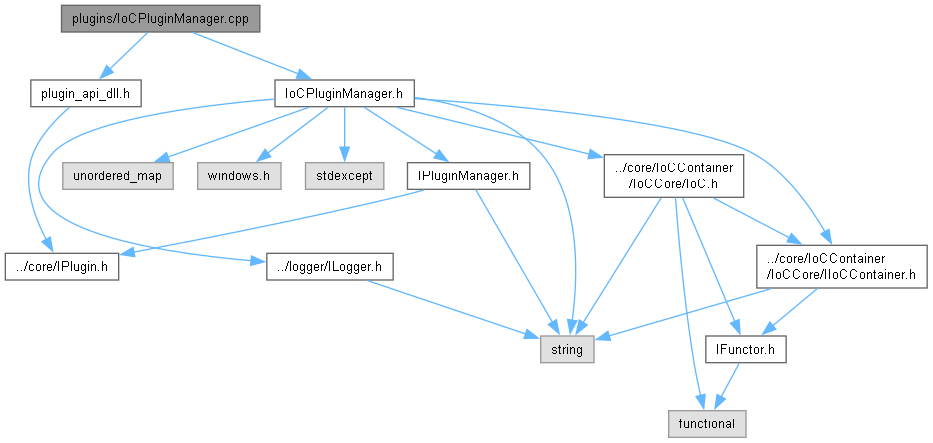 plugins/IoCPluginManager.cpp
plugin_api_dll.h
IoCPluginManager.h
unordered_map
windows.h
stdexcept
IPluginManager.h
../core/IoCContainer
/IoCCore/IoC.h
../core/IPlugin.h
../logger/ILogger.h
../core/IoCContainer
/IoCCore/IIoCContainer.h
string
IFunctor.h
functional